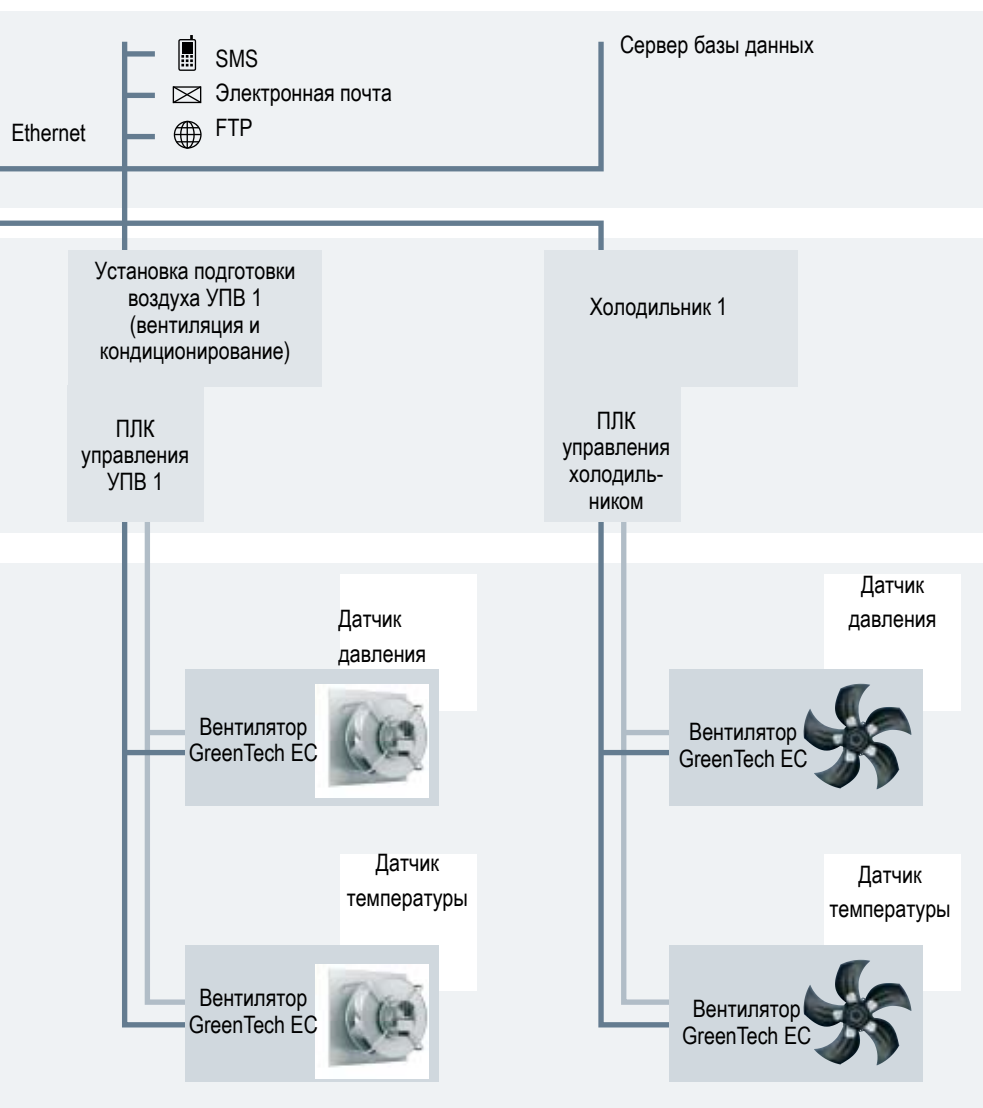 SMS
Электронная почта
FTP
Ethernet
Сервер базы данных
Установка подготовки
воздуха УПВ 1
(вентиляция и
кондиционирование)
Холодильник 1
ПЛК
управления
УПВ 1
ПЛК
управления
холодиль-
ником
Датчик
давления
Вентилятор
GreenTech EC
Датчик
давления
Вентилятор
GreenTech EC
Датчик
температуры
Вентилятор
GreenTech EC
Датчик
температуры
Вентилятор
GreenTech EC